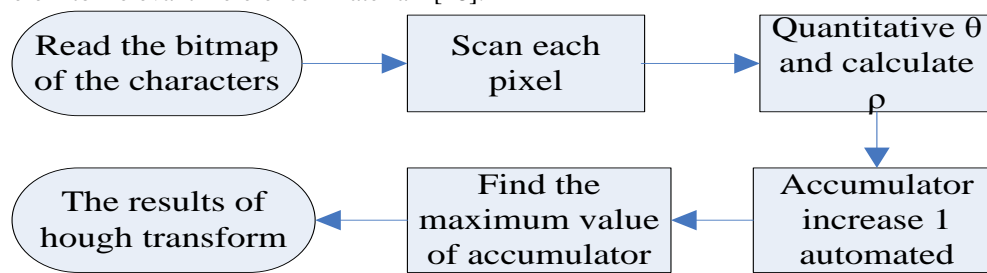 Read the bitmap
of the characters
Scan each
pixel
Quantitative θ
and calculate
ρ
Accumulator
increase 1
automated
Find the
maximum value
of accumulator
The results of
hough transform